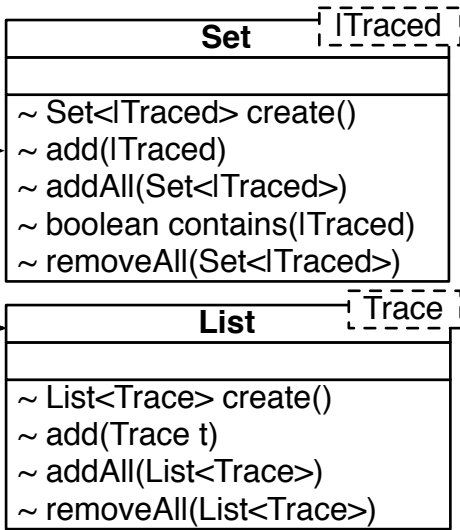 Set
ITraced
~ Set<ITraced> create()
~ add(ITraced)
~ addAll(Set<ITraced>)
~ boolean contains(ITraced)
~ removeAll(Set<ITraced>)
List
Trace
~ List<Trace> create()
~ add(Trace t)
~ addAll(List<Trace>)
~ removeAll(List<Trace>)